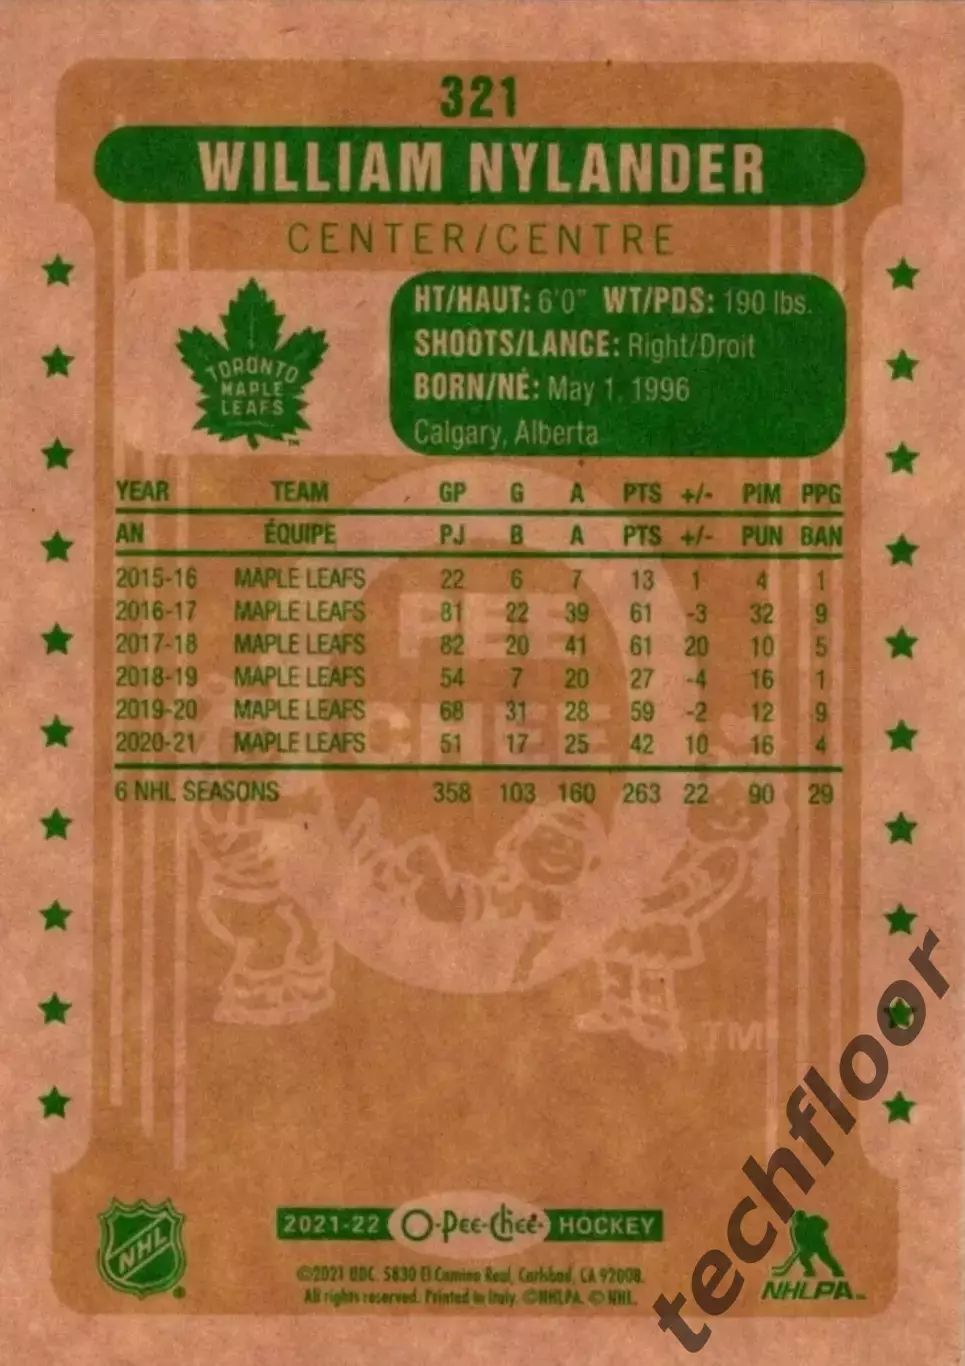 321
WILLIAM NYLANDER
CENTER/CENTRE
TORONTO
MAPLE
LEAFS
TM
HT/HAUT: 6'0" WT/PDS: 190 lbs.
SHOOTS/LANCE: Right/Droit
BORN/NÉ: May 1, 1996
Calgary, Alberta
YEAR TEAM GP G A PTS +/- PIM PPG
AN ÉQUIPE PJ B A PTS +/- PUN BAN
2015-16 MAPLE LEAFS 22 6 7 13 1 4 1
2016-17 MAPLE LEAFS 81 22 39 61 -3 32 9
2017-18 MAPLE LEAFS 82 20 41 61 20 10 5
2018-19 MAPLE LEAFS 54 7 20 27 -4 16 1
2019-20 MAPLE LEAFS 68 31 28 59 -2 12 9
2020-21 MAPLE LEAFS 51 17 25 42 10 16 4
6 NHL SEASONS 358 103 160 263 22 90 29
PEE
CHEE
TM
NHL
®
2021-22 O-Pee-Chee HOCKEY
©2021 UDC. 5830 El Camino Real, Carlsbad, CA 92008.
All rights reserved. Printed in Italy. ©NHLPA. ©NHL.
NHLPA
techfloor